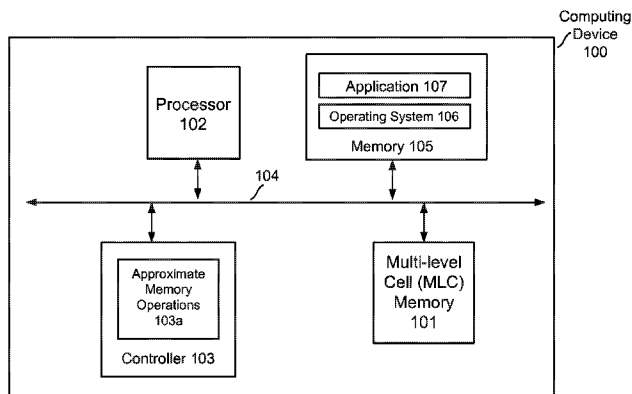 Computing
Device
100
Processor
102
Application 107
Operating System 106
Memory 105
104
Approximate
Memory
Operations
103a
Controller 103
Multi-level
Cell (MLC)
Memory
101